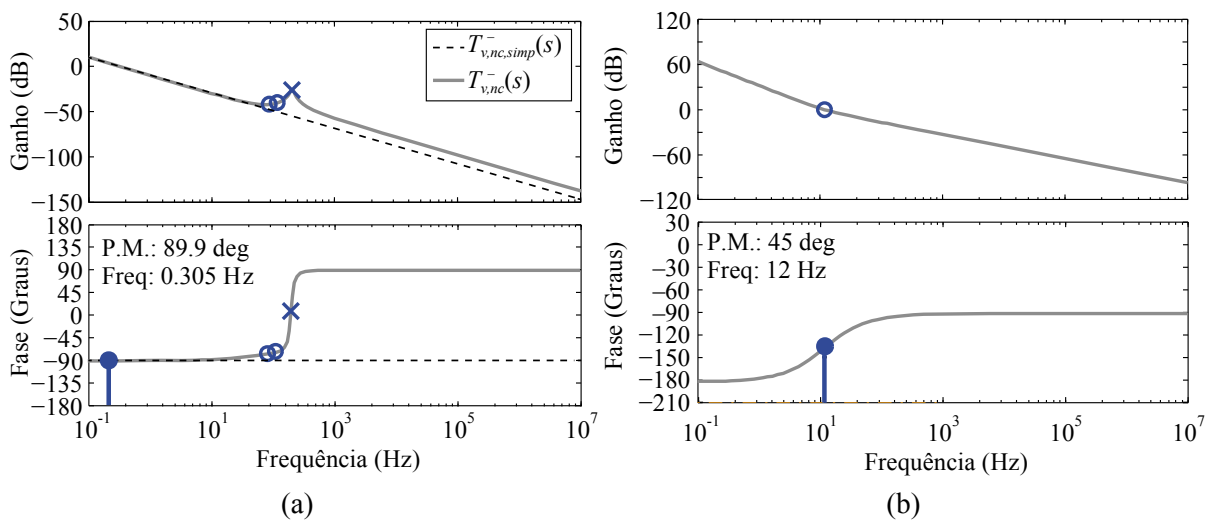 50
0
−50
−100
−150
Ganho (dB)
T⁻v,nc,simp(s)
T⁻v,nc(s)
180
135
90
45
0
−45
−90
−135
−180
Fase (Graus)
P.M.: 89.9 deg
Freq: 0.305 Hz
10⁻¹ 10¹ 10³ 10⁵ 10⁷
Frequência (Hz)
(a)
120
60
0
−60
−120
Ganho (dB)
30
0
−30
−60
−90
−120
−150
−180
−210
Fase (Graus)
P.M.: 45 deg
Freq: 12 Hz
10⁻¹ 10¹ 10³ 10⁵ 10⁷
Frequência (Hz)
(b)